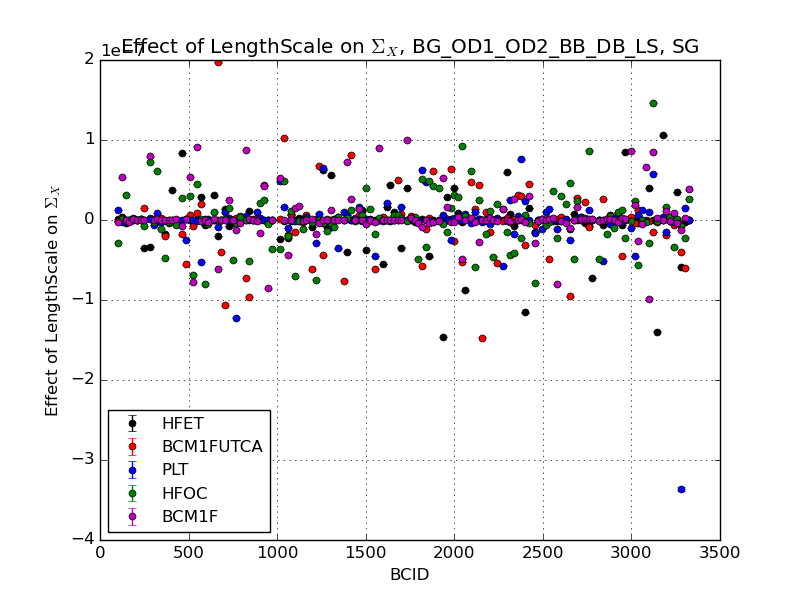 Effect of LengthScale on Σ_X, BG_OD1_OD2_BB_DB_LS, SG
1e−7
2
1
0
−1
−2
−3
−4
Effect of LengthScale on Σ_X
HFET
BCM1FUTCA
PLT
HFOC
BCM1F
0 500 1000 1500 2000 2500 3000 3500
BCID